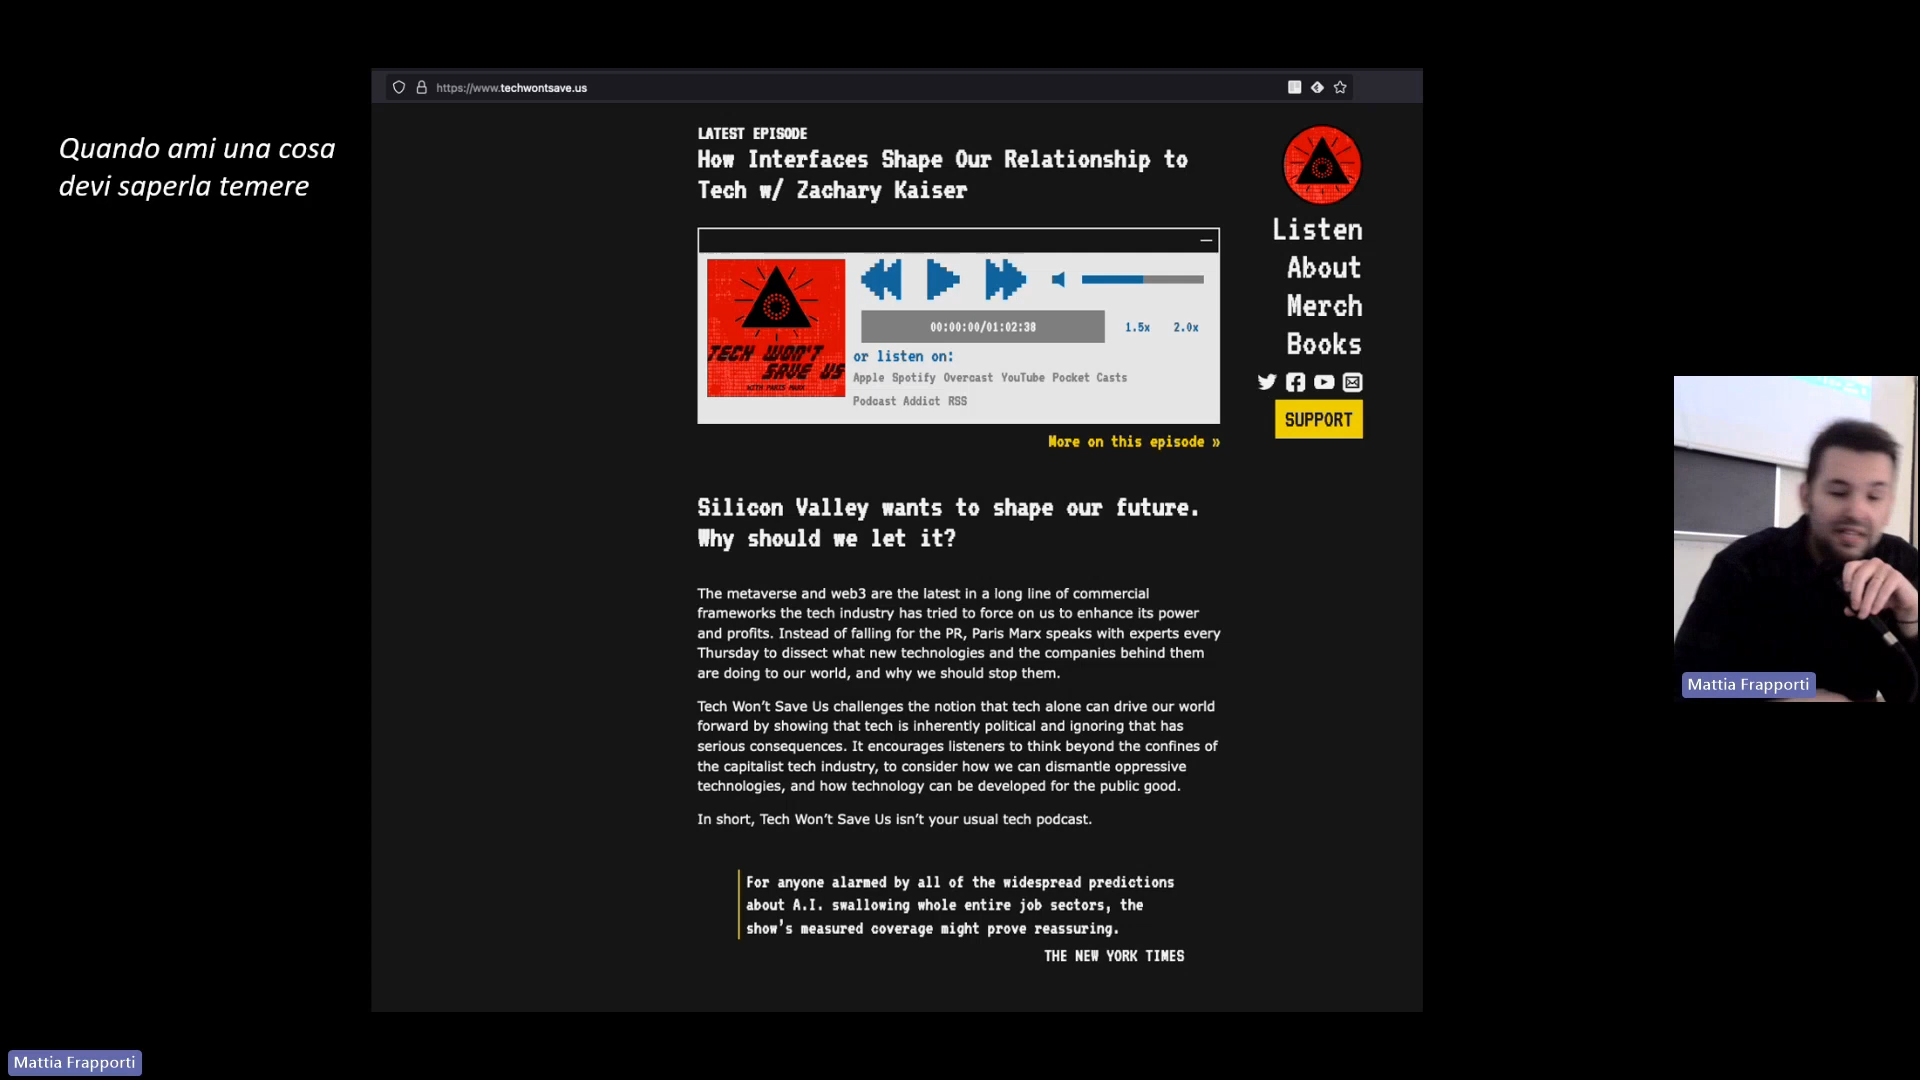 https://www.techwontsave.us
Quando ami una cosa
devi saperla temere
LATEST EPISODE
How Interfaces Shape Our Relationship to
Tech w/ Zachary Kaiser
TECH WON'T
SAVE US
WITH PARIS MARX
00:00:00/01:02:38
1.5x 2.0x
or listen on:
Apple Spotify Overcast YouTube Pocket Casts
Podcast Addict RSS
More on this episode »
Listen
About
Merch
Books
SUPPORT
Silicon Valley wants to shape our future.
Why should we let it?
The metaverse and web3 are the latest in a long line of commercial
frameworks the tech industry has tried to force on us to enhance its power
and profits. Instead of falling for the PR, Paris Marx speaks with experts every
Thursday to dissect what new technologies and the companies behind them
are doing to our world, and why we should stop them.
Tech Won't Save Us challenges the notion that tech alone can drive our world
forward by showing that tech is inherently political and ignoring that has
serious consequences. It encourages listeners to think beyond the confines of
the capitalist tech industry, to consider how we can dismantle oppressive
technologies, and how technology can be developed for the public good.
In short, Tech Won't Save Us isn't your usual tech podcast.
For anyone alarmed by all of the widespread predictions
about A.I. swallowing whole entire job sectors, the
show's measured coverage might prove reassuring.
THE NEW YORK TIMES
Mattia Frapporti
Mattia Frapporti